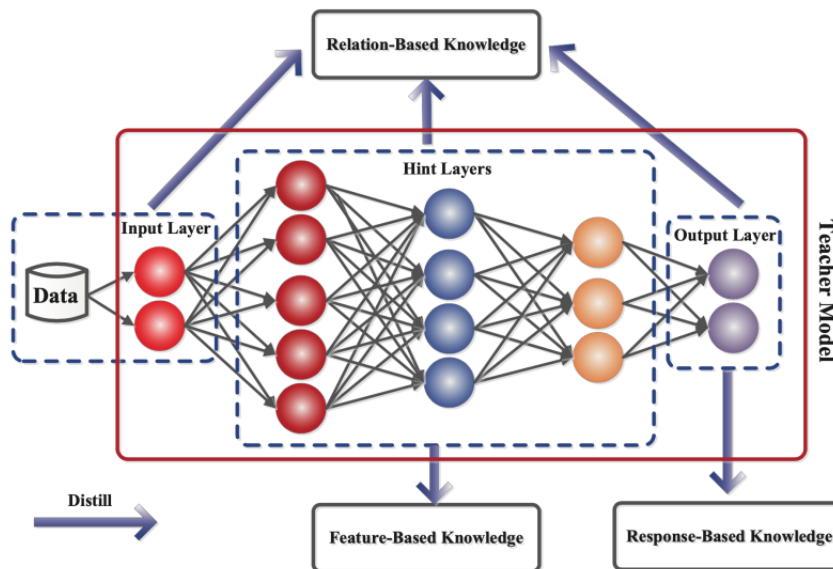 Relation-Based Knowledge
Hint Layers
Input Layer
Output Layer
Data
Teacher Model
Distill
Feature-Based Knowledge
Response-Based Knowledge